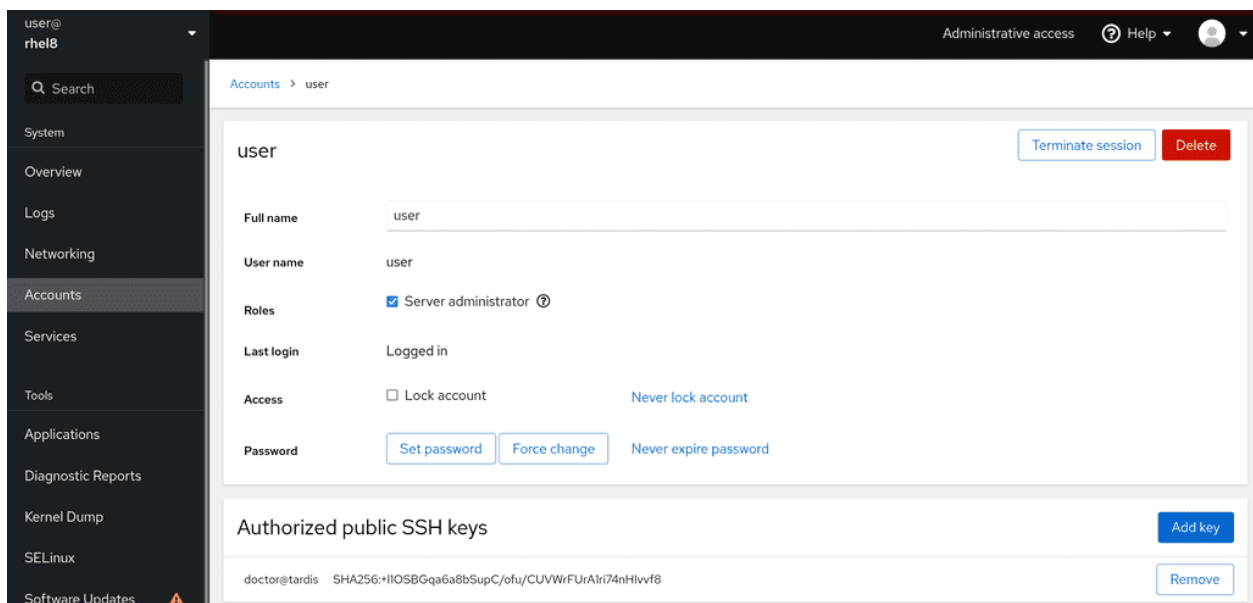 user@
rhel8
Administrative access
Help
Search
Accounts > user
System
Overview
Logs
Networking
Accounts
Services
Tools
Applications
Diagnostic Reports
Kernel Dump
SELinux
Software Updates
user
Terminate session
Delete
Full name
user
User name
user
Roles
Server administrator
Last login
Logged in
Access
Lock account
Never lock account
Password
Set password
Force change
Never expire password
Authorized public SSH keys
Add key
doctor@tardis SHA256:+I1OSBGqa6a8bSupC/ofu/CUVWrFUrA1ri74nHIvvf8
Remove